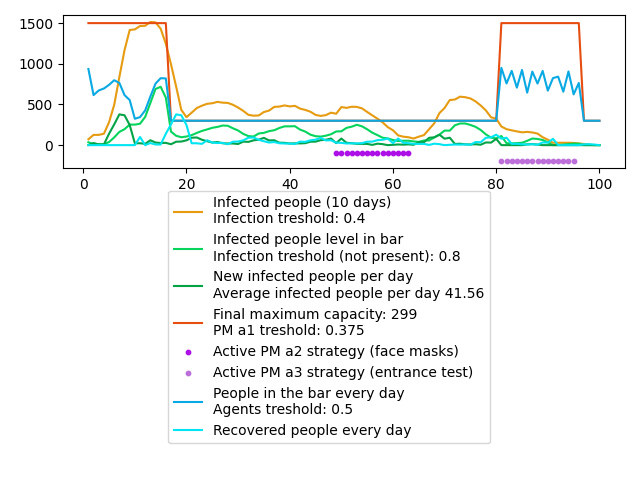 1500
1000
500
0
0 20 40 60 80 100
Infected people (10 days)
Infection treshold: 0.4
Infected people level in bar
Infection treshold (not present): 0.8
New infected people per day
Average infected people per day 41.56
Final maximum capacity: 299
PM a1 treshold: 0.375
Active PM a2 strategy (face masks)
Active PM a3 strategy (entrance test)
People in the bar every day
Agents treshold: 0.5
Recovered people every day